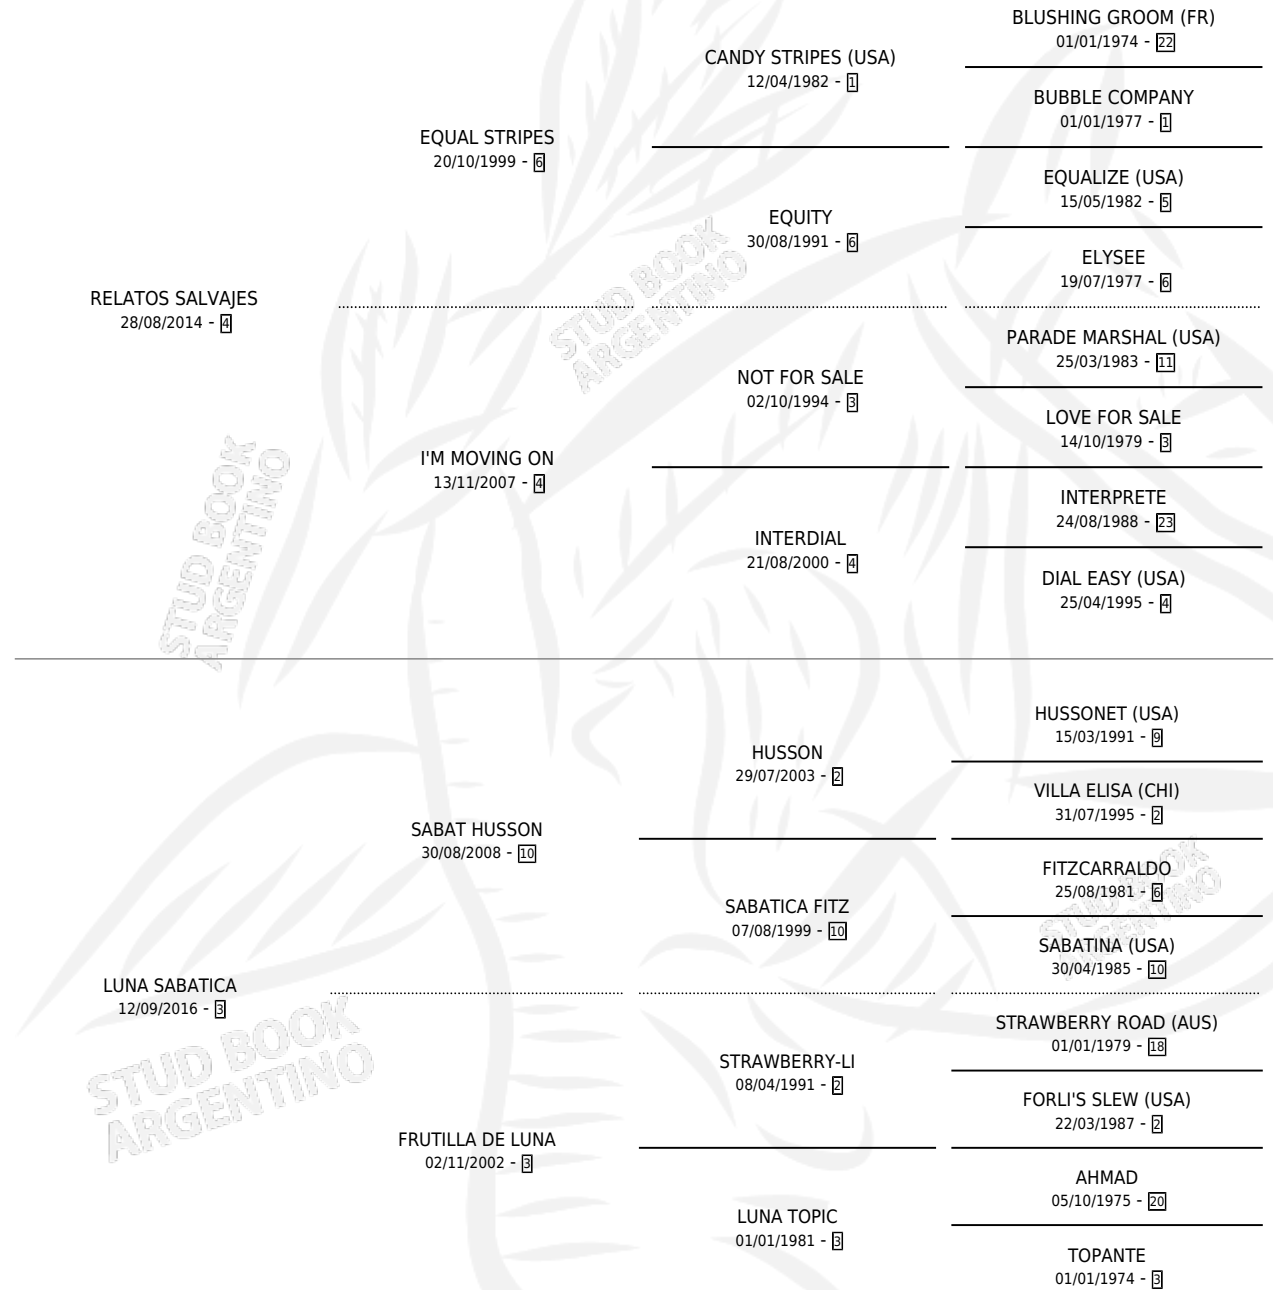 BLUSHING GROOM (FR)
01/01/1974 - 22
CANDY STRIPES (USA)
12/04/1982 - 1
BUBBLE COMPANY
01/01/1977 - 1
EQUAL STRIPES
20/10/1999 - 6
EQUALIZE (USA)
15/05/1982 - 5
EQUITY
30/08/1991 - 6
ELYSEE
19/07/1977 - 6
RELATOS SALVAJES
28/08/2014 - 4
STUD BOOK
ARGENTINO
PARADE MARSHAL (USA)
25/03/1983 - 11
NOT FOR SALE
02/10/1994 - 3
LOVE FOR SALE
14/10/1979 - 3
I'M MOVING ON
13/11/2007 - 4
INTERPRETE
24/08/1988 - 23
INTERDIAL
21/08/2000 - 4
DIAL EASY (USA)
25/04/1995 - 4
STUD BOOK
ARGENTINO
HUSSONET (USA)
15/03/1991 - 9
HUSSON
29/07/2003 - 2
VILLA ELISA (CHI)
31/07/1995 - 2
SABAT HUSSON
30/08/2008 - 10
FITZCARRALDO
25/08/1981 - 6
SABATICA FITZ
07/08/1999 - 10
SABATINA (USA)
30/04/1985 - 10
STUD BOOK
ARGENTINO
LUNA SABATICA
12/09/2016 - 3
STRAWBERRY ROAD (AUS)
01/01/1979 - 18
STRAWBERRY-LI
08/04/1991 - 2
FORLI'S SLEW (USA)
22/03/1987 - 2
STUD BOOK
ARGENTINO
FRUTILLA DE LUNA
02/11/2002 - 3
AHMAD
05/10/1975 - 20
LUNA TOPIC
01/01/1981 - 3
TOPANTE
01/01/1974 - 3